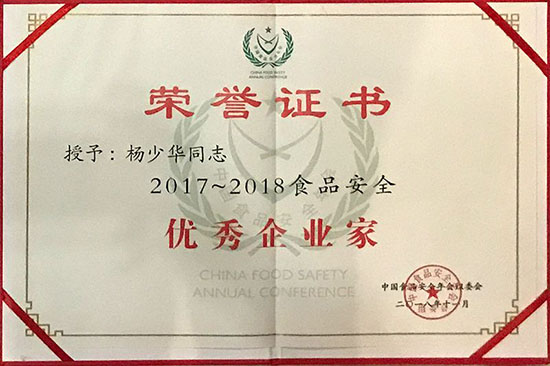 CHINA FOOD SAFETY
ANNUAL CONFERENCE
荣誉证书
授予：杨少华同志
2017~2018食品安全
优秀企业家
CHINA FOOD SAFETY
ANNUAL CONFERENCE
中国食品安全年会组委会
二〇一八年十一月